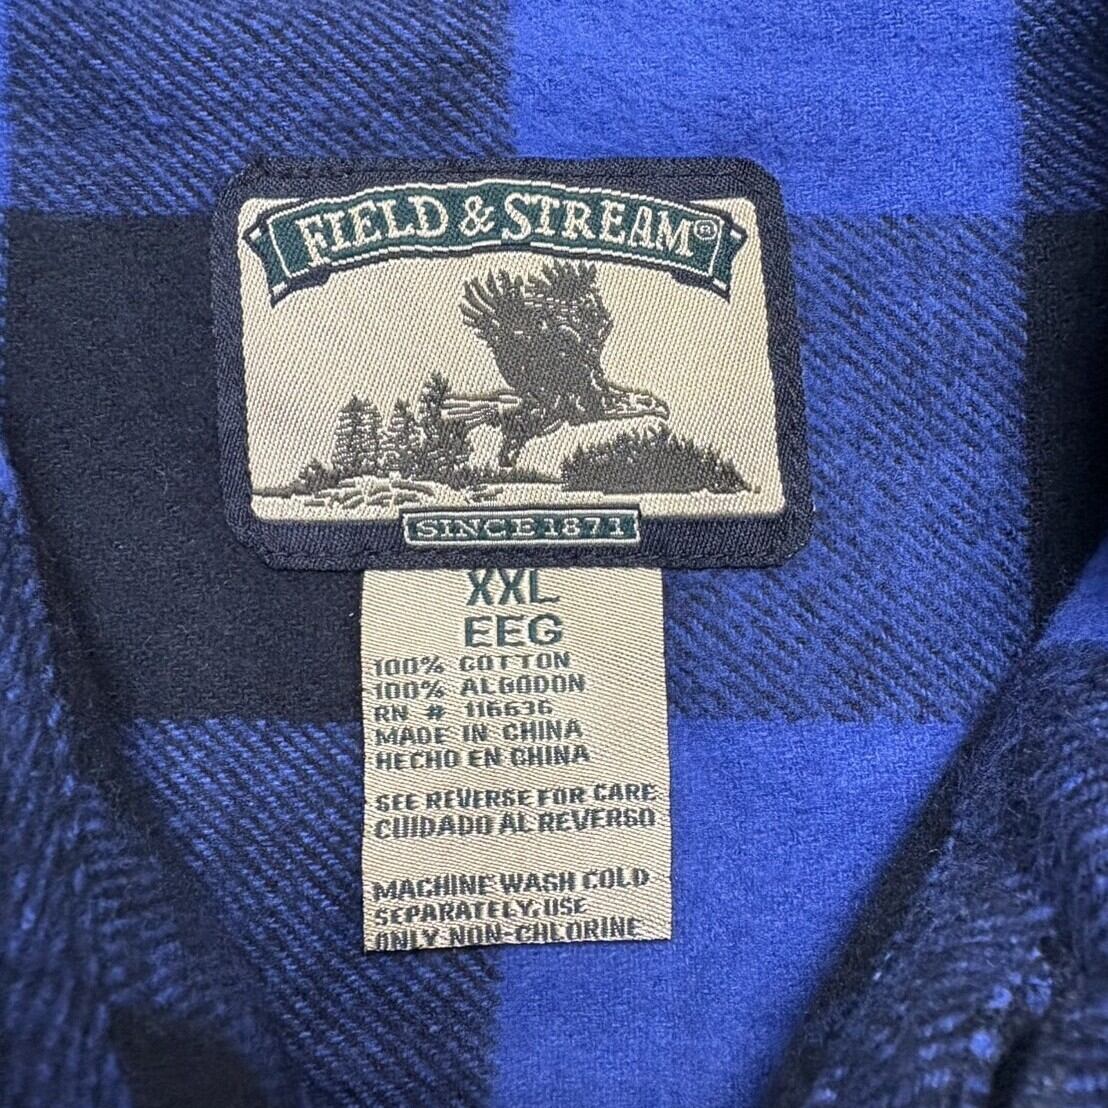 FIELD & STREAM®
SINCE 1871
XXL
EEG
100% COTTON
100% ALGODON
RN # 116636
MADE IN CHINA
HECHO EN CHINA
SEE REVERSE FOR CARE
CUIDADO AL REVERSO
MACHINE WASH COLD
SEPARATELY, USE
ONLY NON-CHLORINE